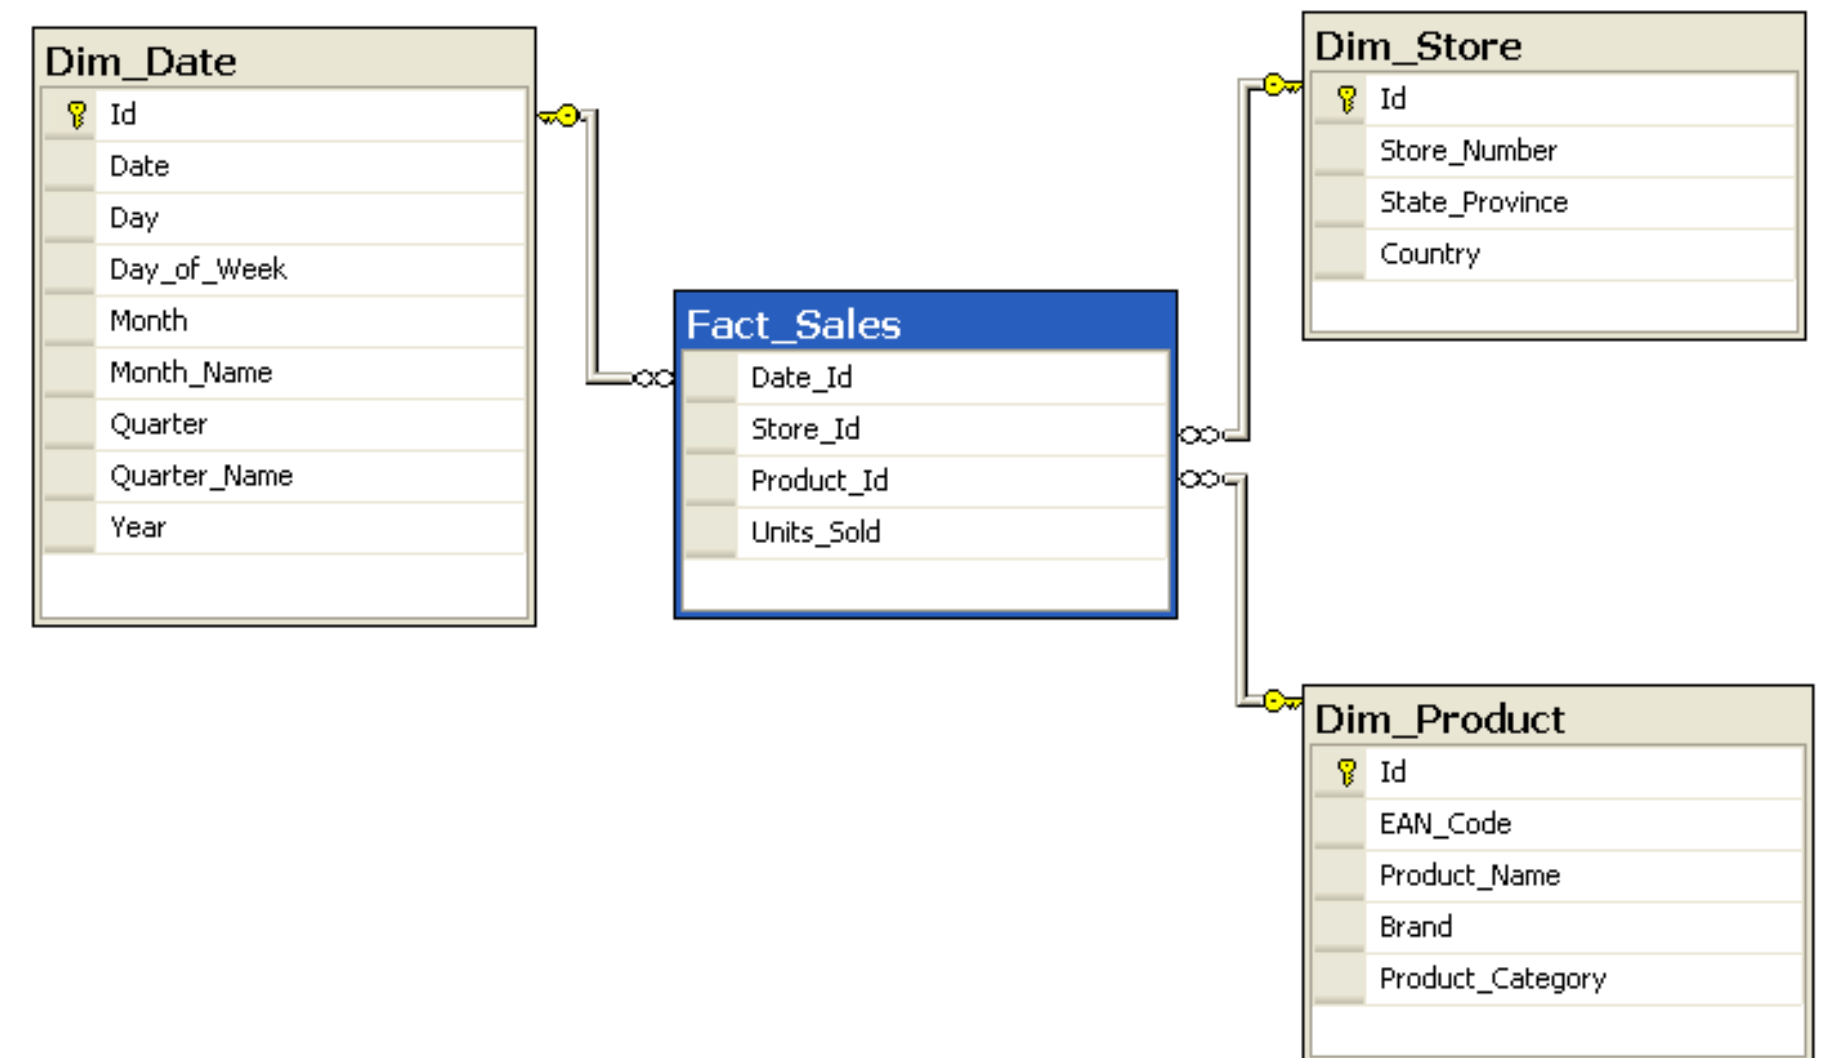 Dim_Date
Id
Date
Day
Day_of_Week
Month
Month_Name
Quarter
Quarter_Name
Year
Fact_Sales
Date_Id
Store_Id
Product_Id
Units_Sold
Dim_Store
Id
Store_Number
State_Province
Country
Dim_Product
Id
EAN_Code
Product_Name
Brand
Product_Category